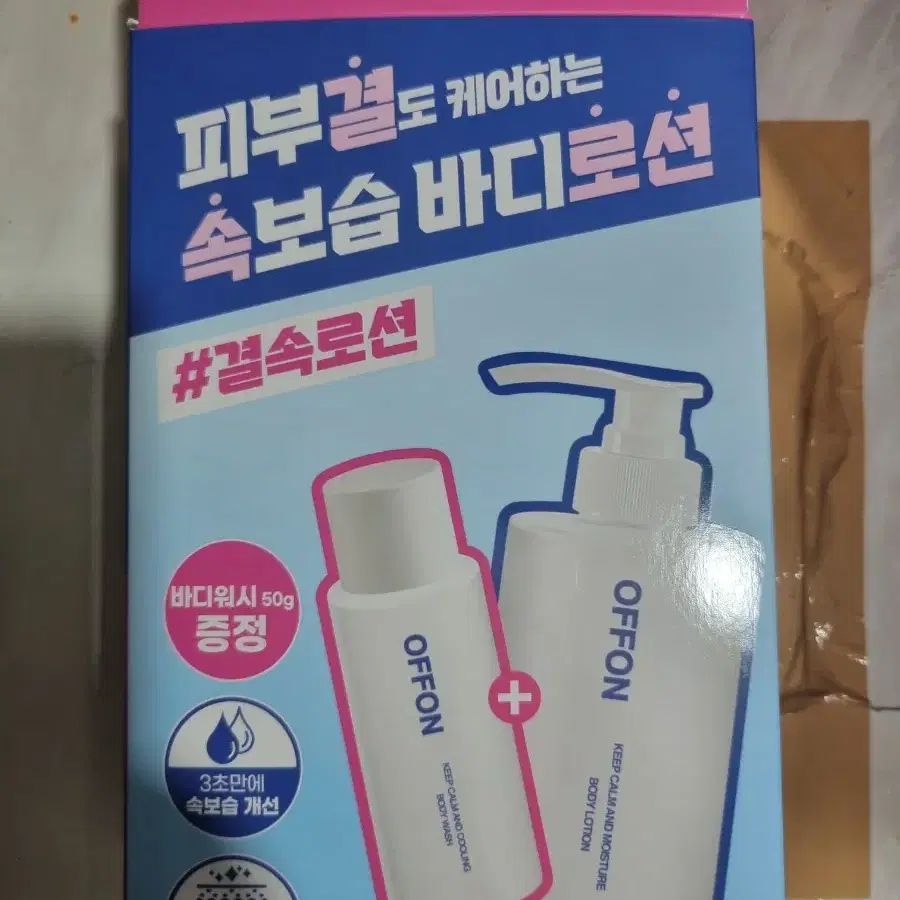 피부결도 케어하는
속보습 바디로션
#결속로션
바디워시 50g
증정
3초만에
속보습 개선
OFFON
KEEP CALM AND COOLING
BODY WASH
OFFON
KEEP CALM AND MOISTURE
BODY LOTION